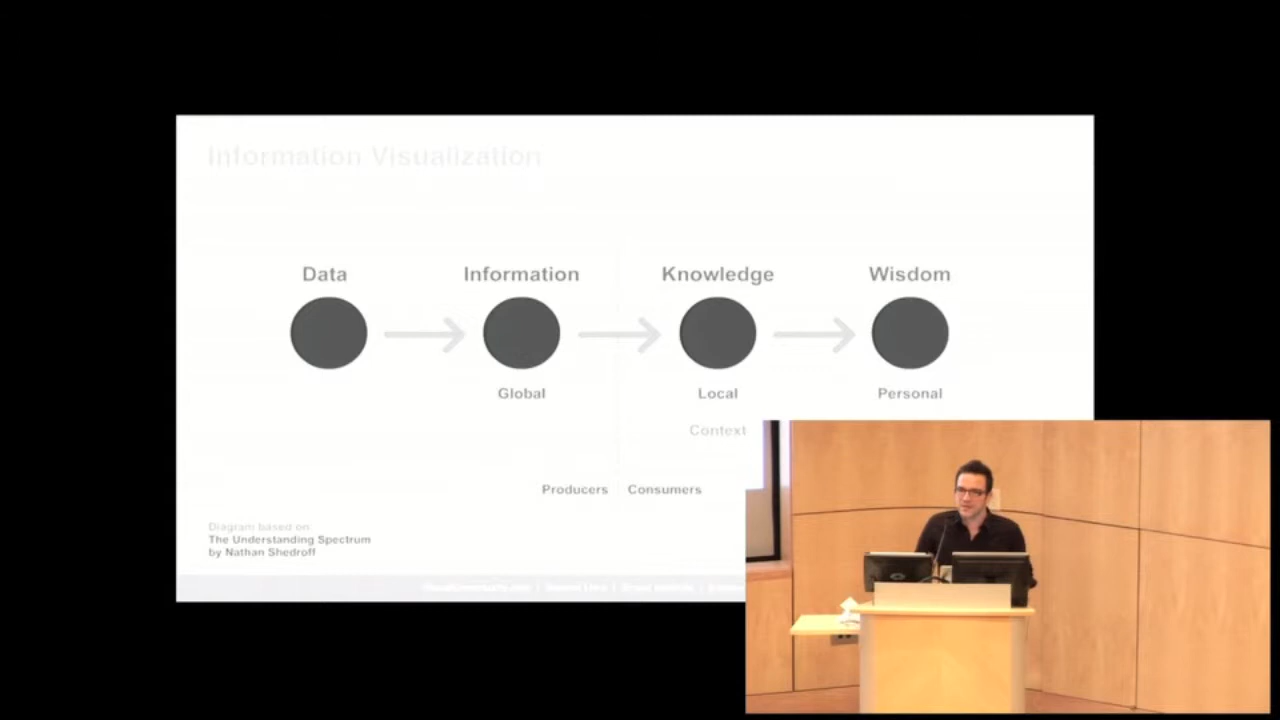 Information Visualization
Data
Information
Knowledge
Wisdom
Global
Local
Personal
Context
Producers
Consumers
Diagram based on
The Understanding Spectrum
by Nathan Shedroff